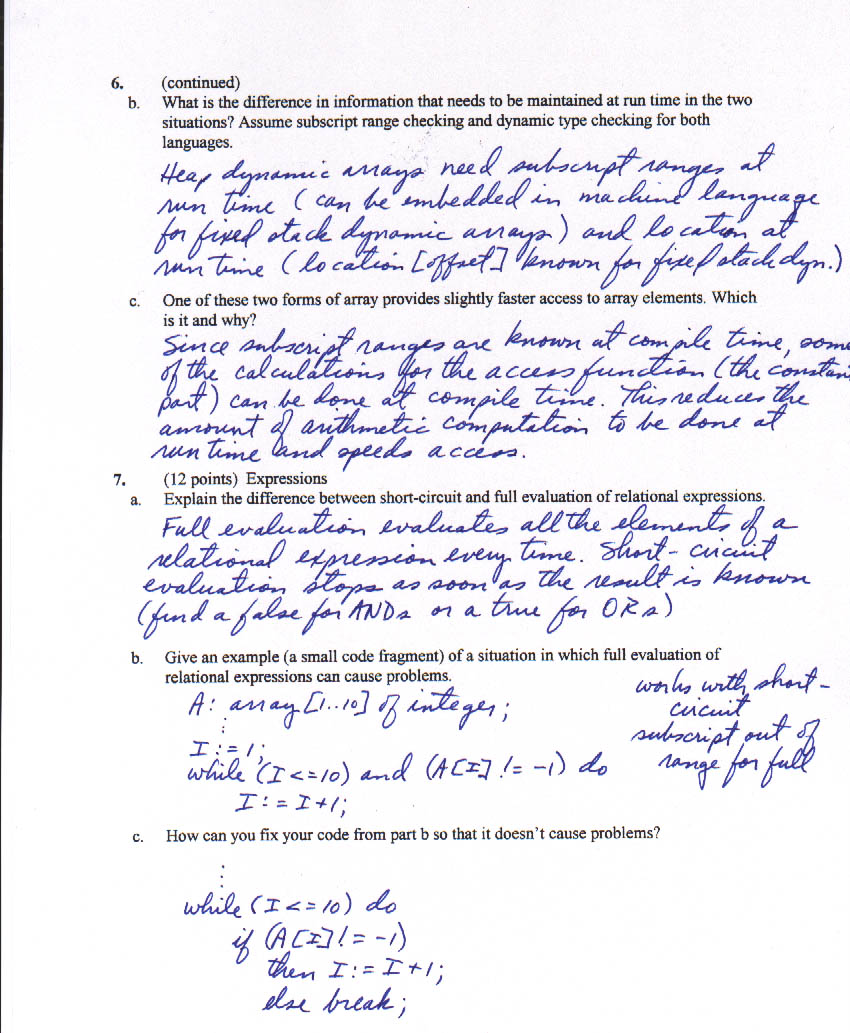 6. (continued)
b. What is the difference in information that needs to be maintained at run time in the two
situations? Assume subscript range checking and dynamic type checking for both
languages.
Heap dynamic arrays need subscript ranges at
run time (can be embedded in machine language
for fixed stack dynamic arrays) and location at
run time (location [offset] known for fixed stack dyn.)
c. One of these two forms of array provides slightly faster access to array elements. Which
is it and why?
Since subscript ranges are known at compile time, some
of the calculations for the access function (the constant
part) can be done at compile time. This reduces the
amount of arithmetic computation to be done at
run time and speeds access.
7. (12 points) Expressions
a. Explain the difference between short-circuit and full evaluation of relational expressions.
Full evaluation evaluates all the elements of a
relational expression every time. Short-circuit
evaluation stops as soon as the result is known
(find a false for ANDs or a true for ORs)
b. Give an example (a small code fragment) of a situation in which full evaluation of
relational expressions can cause problems.
A: array [1..10] of integer;
⋮
I := 1;
while (I <= 10) and (A[I] != -1) do
I := I+1;
works with short-
circuit
subscript out of
range for full
c. How can you fix your code from part b so that it doesn't cause problems?
⋮
while (I <= 10) do
if (A[I] != -1)
then I := I+1;
else break;